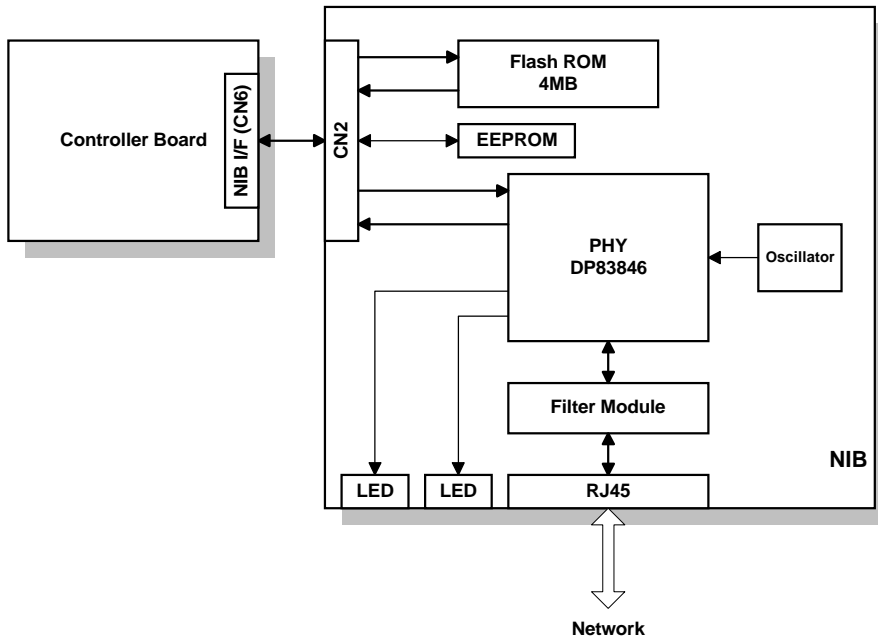 Controller Board
NIB I/F (CN6)
CN2
Flash ROM
4MB
EEPROM
PHY
DP83846
Oscillator
Filter Module
NIB
LED
LED
RJ45
Network